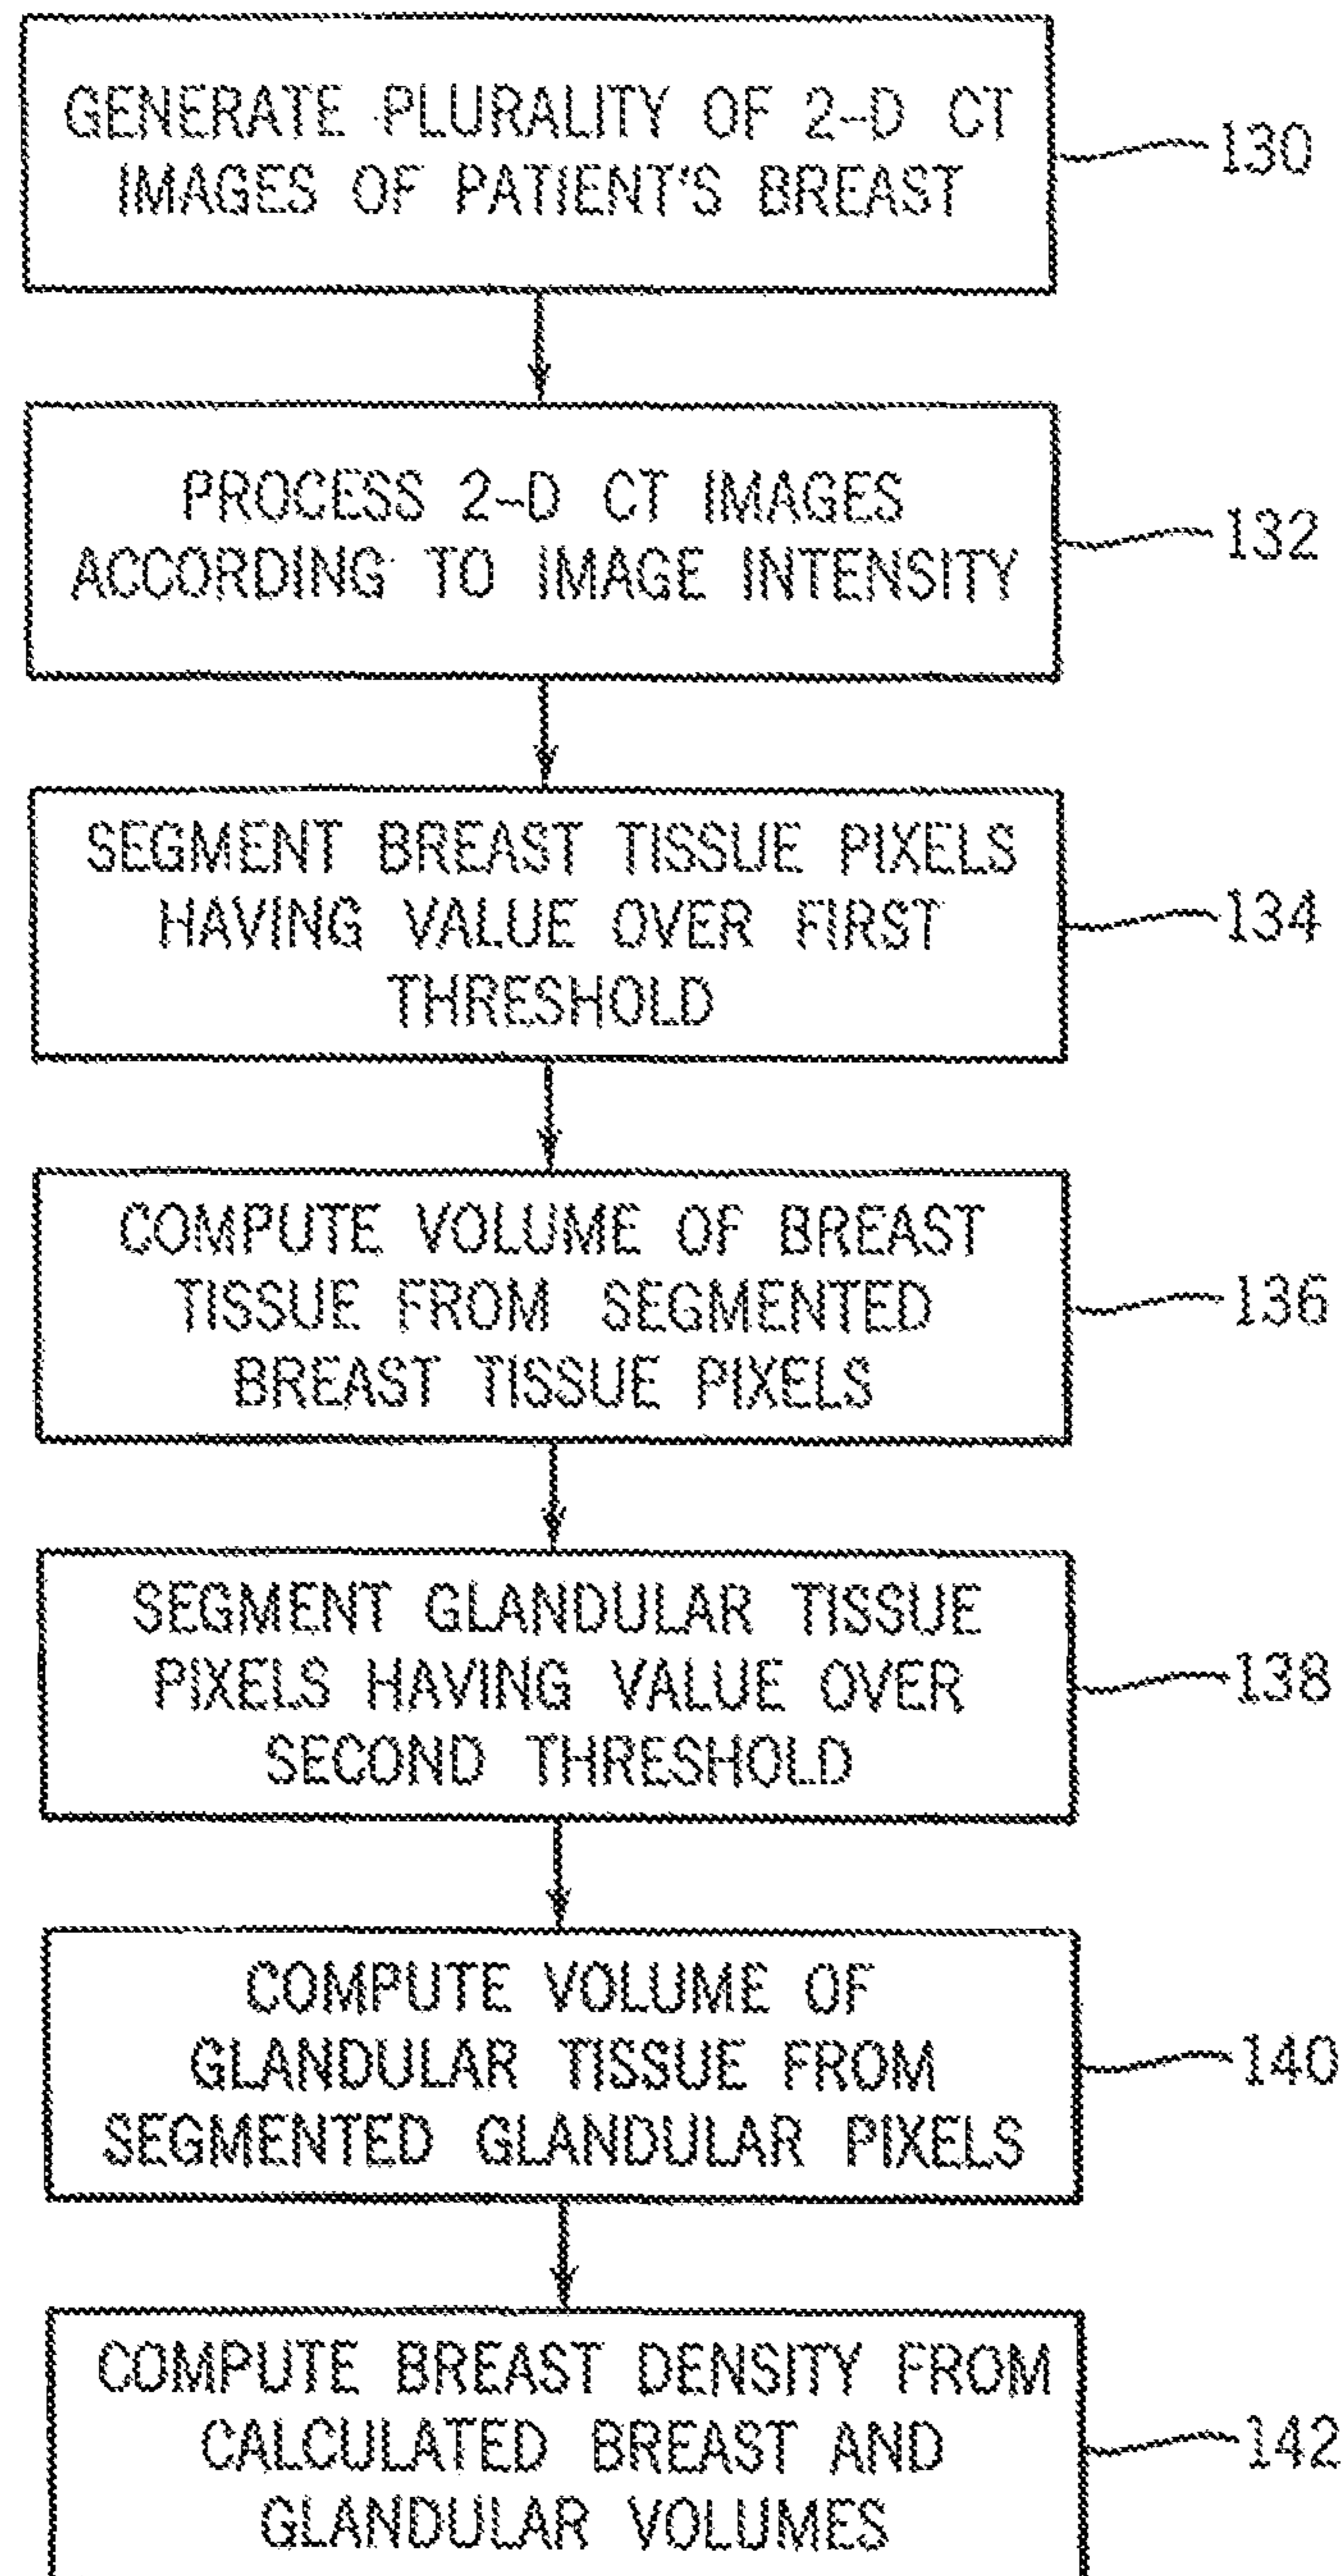 GENERATE PLURALITY OF 2-D CT
IMAGES OF PATIENT'S BREAST
130
PROCESS 2-D CT IMAGES
ACCORDING TO IMAGE INTENSITY
132
SEGMENT BREAST TISSUE PIXELS
HAVING VALUE OVER FIRST
THRESHOLD
134
COMPUTE VOLUME OF BREAST
TISSUE FROM SEGMENTED
BREAST TISSUE PIXELS
136
SEGMENT GLANDULAR TISSUE
PIXELS HAVING VALUE OVER
SECOND THRESHOLD
138
COMPUTE VOLUME OF
GLANDULAR TISSUE FROM
SEGMENTED GLANDULAR PIXELS
140
COMPUTE BREAST DENSITY FROM
CALCULATED BREAST AND
GLANDULAR VOLUMES
142